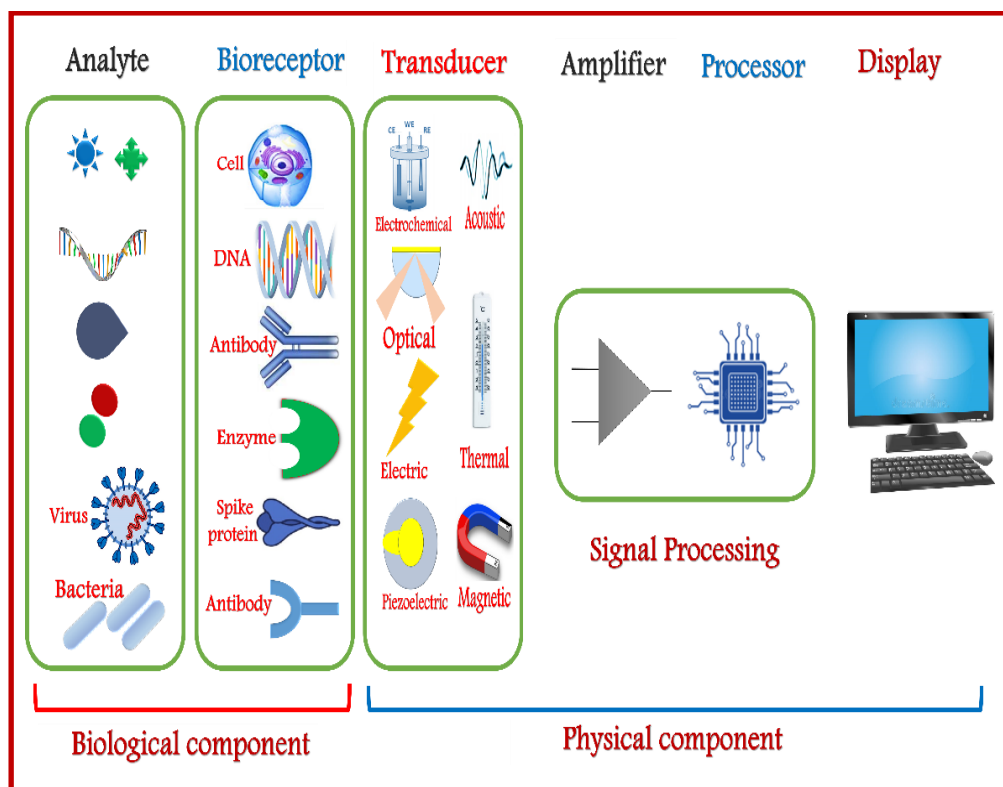 Analyte
Bioreceptor
Transducer
Amplifier
Processor
Display
Virus
Bacteria
Cell
DNA
Antibody
Enzyme
Spike
protein
Antibody
CE
WE
RE
Electrochemical
Acoustic
Optical
°C
Electric
Thermal
Piezoelectric
Magnetic
Signal Processing
Biological component
Physical component